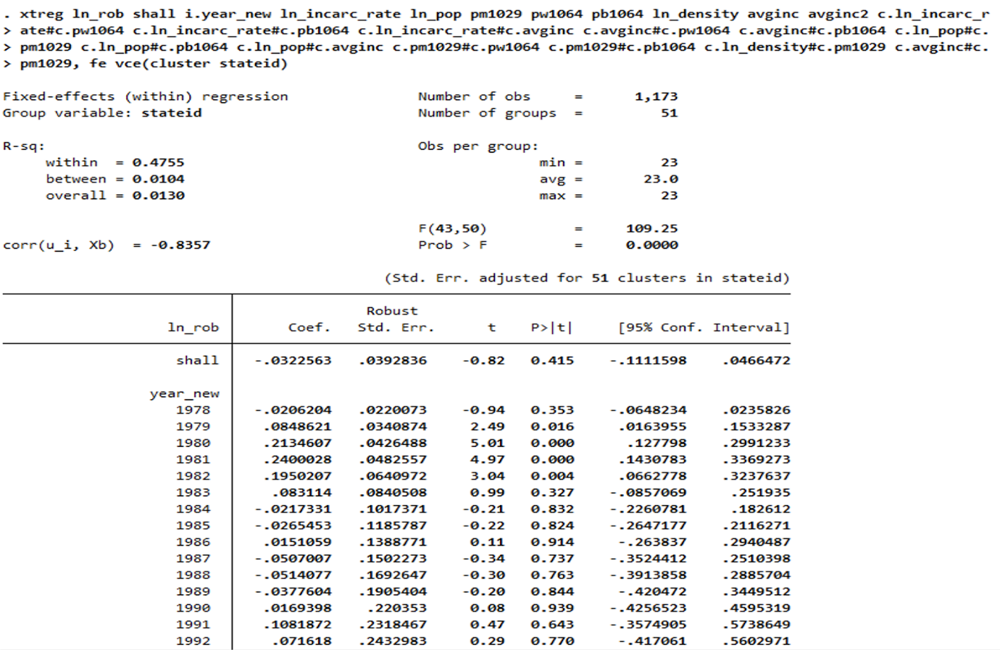 . xtreg ln_rob shall i.year_new ln_incarc_rate ln_pop pm1029 pw1064 pb1064 ln_density avginc avginc2 c.ln_incarc_r
> ate#c.pw1064 c.ln_incarc_rate#c.pb1064 c.ln_incarc_rate#c.avginc c.avginc#c.pw1064 c.avginc#c.pb1064 c.ln_pop#c.
> pm1029 c.ln_pop#c.pb1064 c.ln_pop#c.avginc c.pm1029#c.pw1064 c.pm1029#c.pb1064 c.ln_density#c.pm1029 c.avginc#c.
> pm1029, fe vce(cluster stateid)
Fixed-effects (within) regression Number of obs = 1,173
Group variable: stateid Number of groups = 51
R-sq: Obs per group:
within = 0.4755 min = 23
between = 0.0104 avg = 23.0
overall = 0.0130 max = 23
F(43,50) = 109.25
corr(u_i, Xb) = -0.8357 Prob > F = 0.0000
(Std. Err. adjusted for 51 clusters in stateid)
Robust
ln_rob Coef. Std. Err. t P>|t| [95% Conf. Interval]
shall -.0322563 .0392836 -0.82 0.415 -.1111598 .0466472
year_new
1978 -.0206204 .0220073 -0.94 0.353 -.0648234 .0235826
1979 .0848621 .0340874 2.49 0.016 .0163955 .1533287
1980 .2134607 .0426488 5.01 0.000 .127798 .2991233
1981 .2400028 .0482557 4.97 0.000 .1430783 .3369273
1982 .1950207 .0640972 3.04 0.004 .0662778 .3237637
1983 .083114 .0840508 0.99 0.327 -.0857069 .251935
1984 -.0217331 .1017371 -0.21 0.832 -.2260781 .182612
1985 -.0265453 .1185787 -0.22 0.824 -.2647177 .2116271
1986 .0151059 .1388771 0.11 0.914 -.263837 .2940487
1987 -.0507007 .1502273 -0.34 0.737 -.3524412 .2510398
1988 -.0514077 .1692647 -0.30 0.763 -.3913858 .2885704
1989 -.0377604 .1905404 -0.20 0.844 -.420472 .3449512
1990 .0169398 .220353 0.08 0.939 -.4256523 .4595319
1991 .1081872 .2318467 0.47 0.643 -.3574905 .5738649
1992 .071618 .2432983 0.29 0.770 -.417061 .5602971